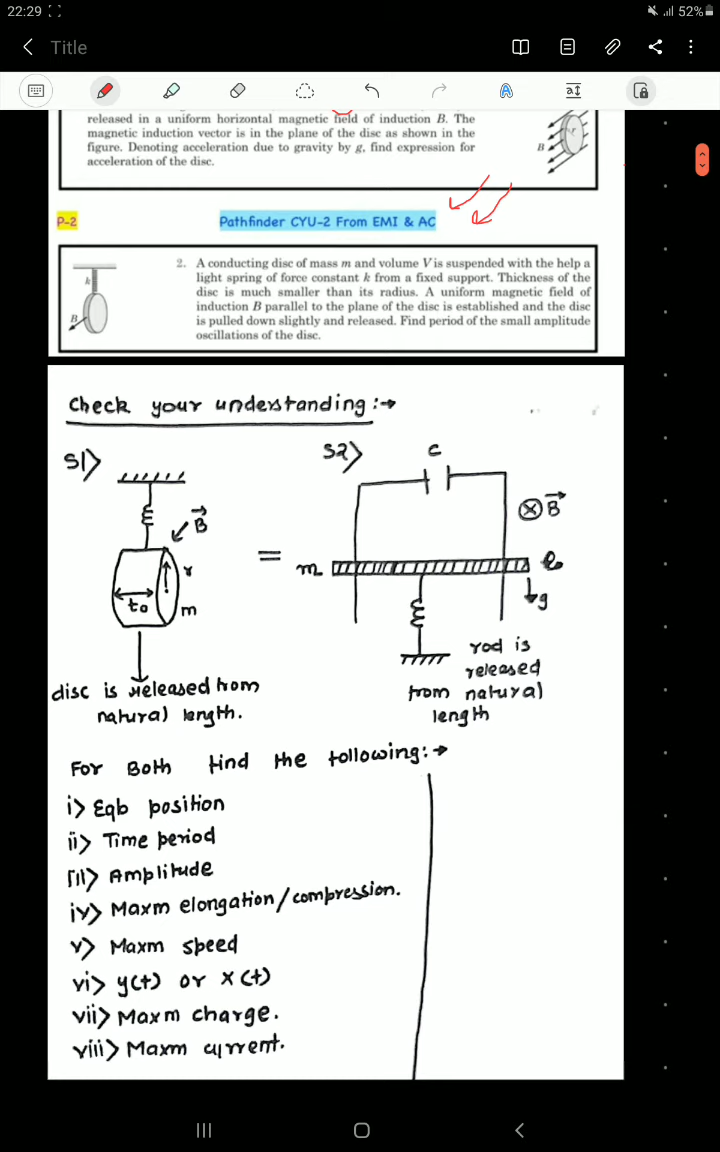 22:29
52%
Title
released in a uniform horizontal magnetic field of induction B. The
magnetic induction vector is in the plane of the disc as shown in the
figure. Denoting acceleration due to gravity by g, find expression for
acceleration of the disc.
B
r
P-2
Pathfinder CYU-2 From EMI & AC
2. A conducting disc of mass m and volume V is suspended with the help a
light spring of force constant k from a fixed support. Thickness of the
disc is much smaller than its radius. A uniform magnetic field of
induction B parallel to the plane of the disc is established and the disc
is pulled down slightly and released. Find period of the small amplitude
oscillations of the disc.
k
B
Check your understanding :→
S1>
B
r
t0
m
disc is released from
natural length.
=
S2>
C
B
m
l
g
rod is
released
from natural
length
For Both find the following :→
i> Eqb position
ii> Time period
iii> Amplitude
iv> Maxm elongation/compression.
v> Maxm speed
vi> y(t) or x(t)
vii> Maxm charge.
viii> Maxm current.